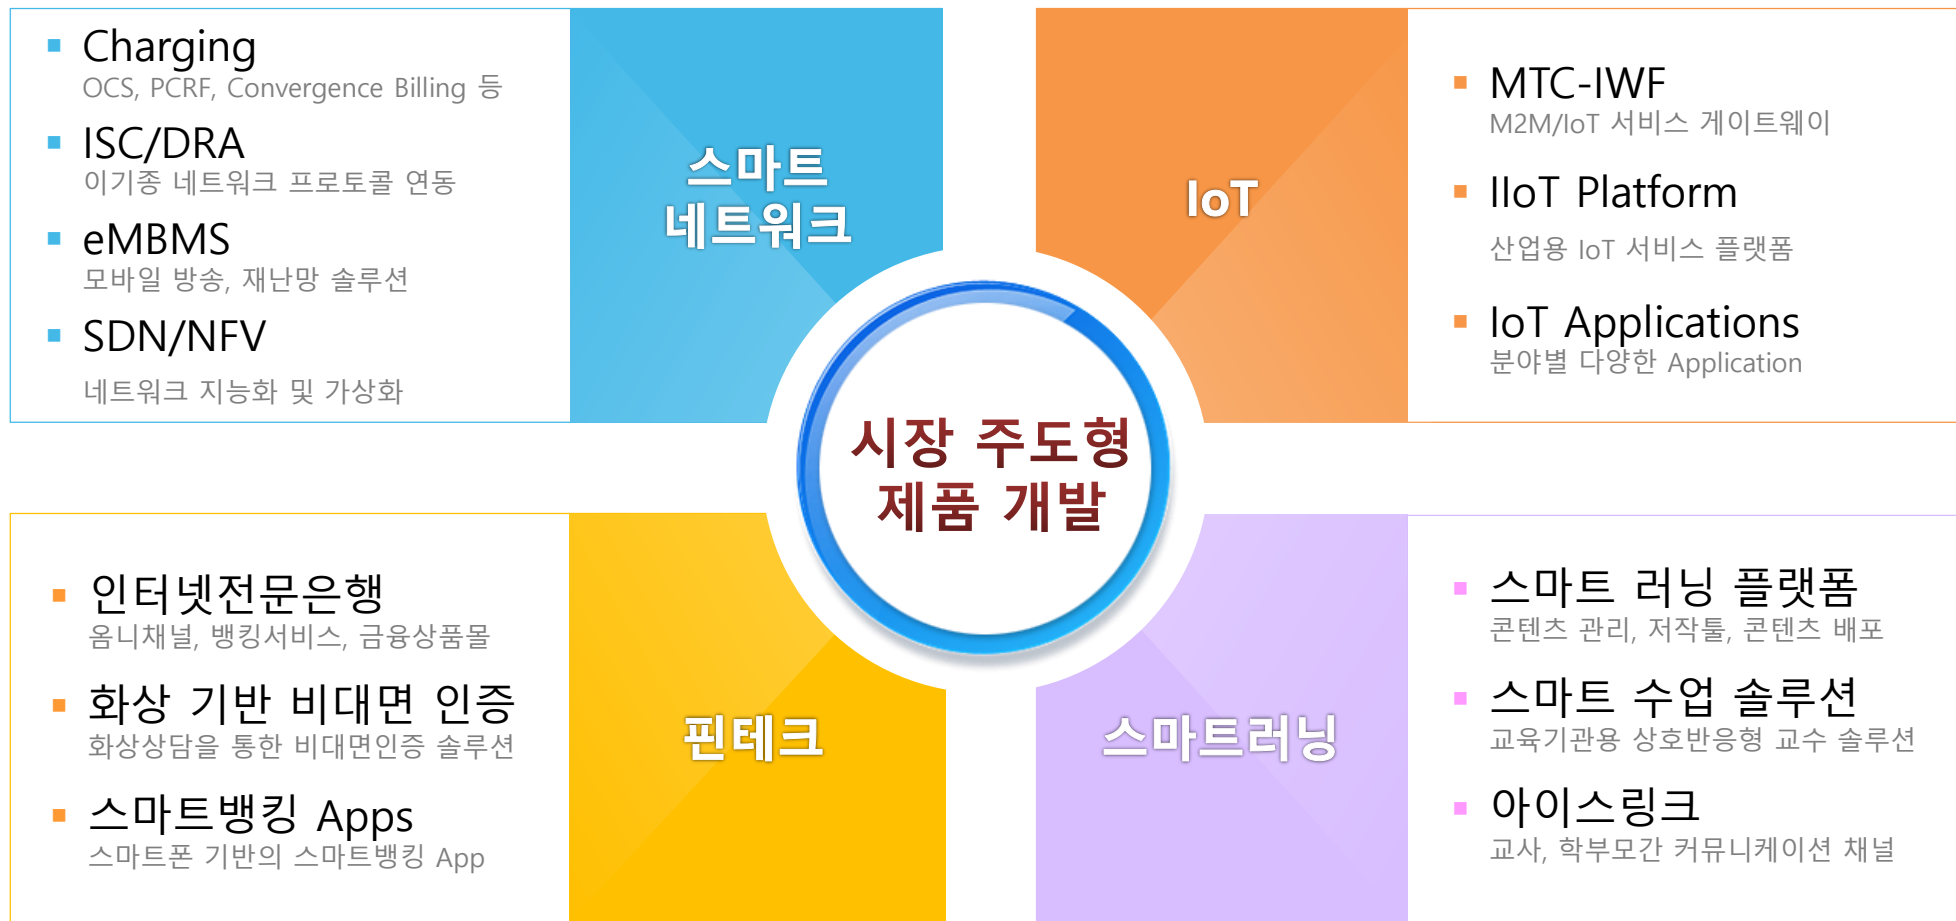 Charging
OCS, PCRF, Convergence Billing 등
ISC/DRA
이기종 네트워크 프로토콜 연동
eMBMS
모바일 방송, 재난망 솔루션
SDN/NFV
네트워크 지능화 및 가상화
스마트
네트워크
IoT
MTC-IWF
M2M/IoT 서비스 게이트웨이
IIoT Platform
산업용 IoT 서비스 플랫폼
IoT Applications
분야별 다양한 Application
시장 주도형
제품 개발
인터넷전문은행
옴니채널, 뱅킹서비스, 금융상품몰
화상 기반 비대면 인증
화상상담을 통한 비대면인증 솔루션
스마트뱅킹 Apps
스마트폰 기반의 스마트뱅킹 App
핀테크
스마트러닝
스마트 러닝 플랫폼
콘텐츠 관리, 저작툴, 콘텐츠 배포
스마트 수업 솔루션
교육기관용 상호반응형 교수 솔루션
아이스링크
교사, 학부모간 커뮤니케이션 채널